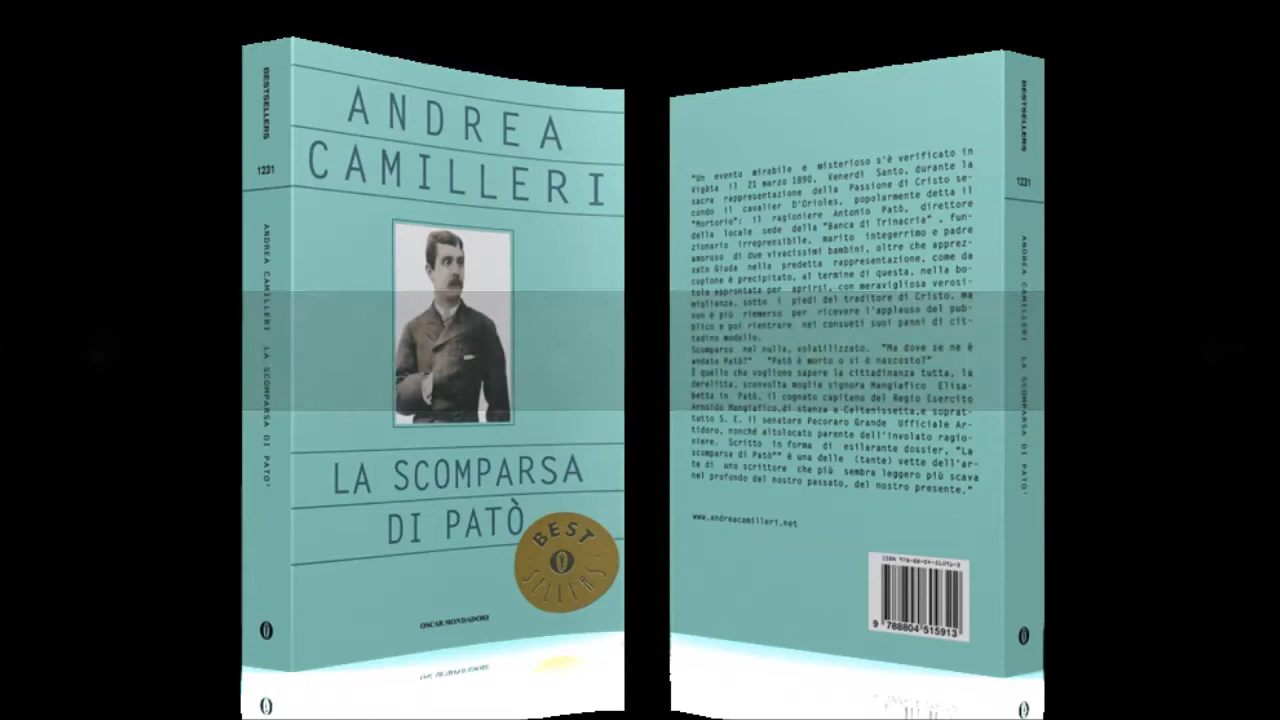 BESTSELLERS
1231
ANDREA CAMILLERI LA SCOMPARSA DI PATO'
ANDREA
CAMILLERI
LA SCOMPARSA
DI PATÒ
BEST
SELLERS
OSCAR MONDADORI
"Un evento mirabile e misterioso s'è verificato in
Vigàta il 21 marzo 1890, Venerdì Santo, durante la
sacra rappresentazione della Passione di Cristo se-
condo il cavalier D'Orioles, popolarmente detta il
"Mortorio": il ragioniere Antonio Patò, direttore
della locale sede della "Banca di Trinacria" , fun-
zionario irreprensibile, marito integerrimo e padre
amoroso di due vivacissimi bambini, oltre che apprez-
zato Giuda nella predetta rappresentazione, come da
copione è precipitato, al termine di questa, nella bo-
tola approntata per aprirsi, con meravigliosa verosi-
miglianza, sotto i piedi del traditore di Cristo, ma
non è più riemerso per ricevere l'applauso del pub-
blico e poi rientrare nei consueti suoi panni di cit-
tadino modello.
Scomparso nel nulla, volatilizzato. "Ma dove se ne è
andato Patò?" "Patò è morto o si è nascosto?"
È quello che vogliono sapere la cittadinanza tutta, la
derelitta, sconvolta moglie signora Mangiafico Elisa-
betta in Patò, il cognato capitano del Regio Esercito
Arnoldo Mangiafico,di stanza a Caltanissetta,e soprat-
tutto S. E. il senatore Pecoraro Grande Ufficiale Ar-
tidoro, nonché altolocato parente dell'involato ragio-
niere. Scritto in forma di esilarante dossier, "La
scomparsa di Patò"" è una delle (tante) vette dell'ar-
te di uno scrittore che più sembra leggero più scava
nel profondo del nostro passato, del nostro presente."
www.andreacamilleri.net
9 788804 515913
BESTSELLERS
1231
ANDREA CAMILLERI LA SCOMPARSA DI PATO'